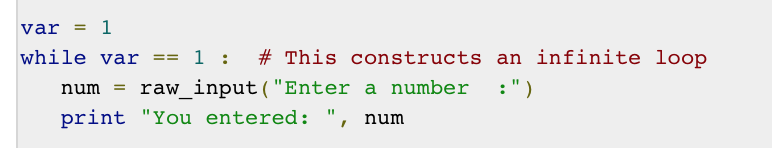 var = 1
while var == 1 :  # This constructs an infinite loop
   num = raw_input("Enter a number  :")
   print "You entered: ", num